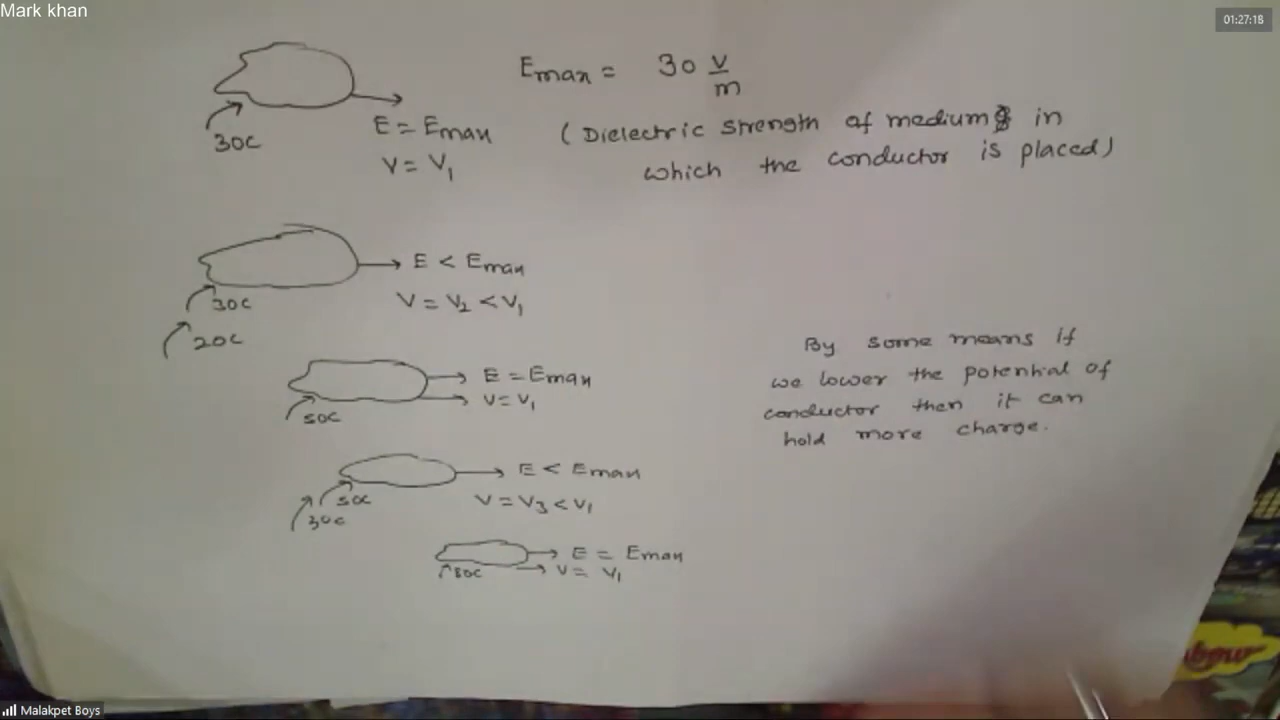 Mark khan
01:27:18
Emax = 30 V/m
30C
E = Emax
V = V₁
(Dielectric strength of medium in
which the conductor is placed)
E < Emax
30C
V = V₂ < V₁
20C
By some means if
we lower the potential of
conductor then it can
hold more charge.
E = Emax
V = V₁
50C
E < Emax
50C
V = V₃ < V₁
30C
E = Emax
80C
V = V₁
Malakpet Boys